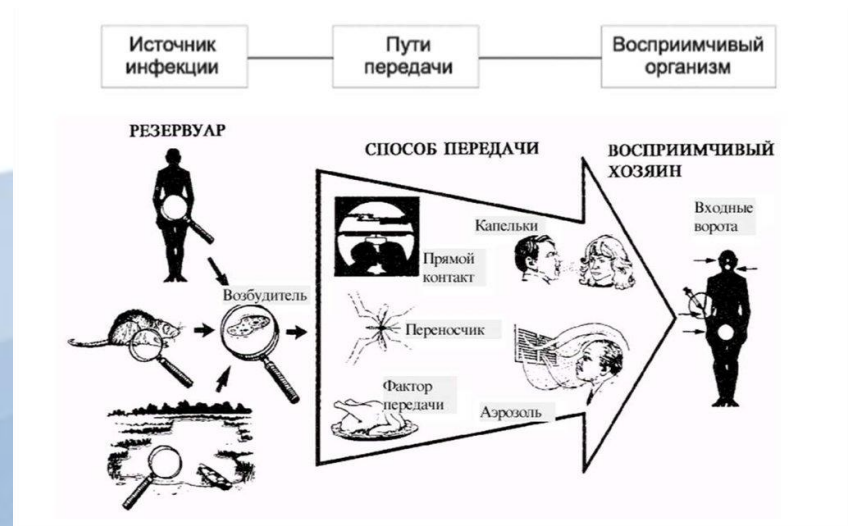 Источник
инфекции
Пути
передачи
Восприимчивый
организм
РЕЗЕРВУАР
СПОСОБ ПЕРЕДАЧИ
ВОСПРИИМЧИВЫЙ
ХОЗЯИН
Входные
ворота
Капельки
Прямой
контакт
Возбудитель
Переносчик
Фактор
передачи
Аэрозоль